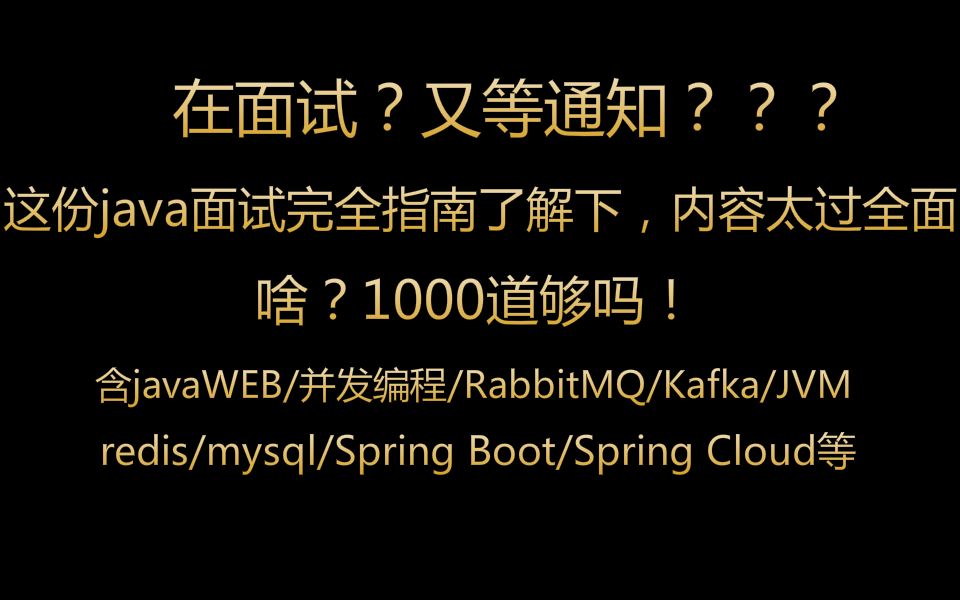 在面试？又等通知？？？
这份java面试完全指南了解下，内容太过全面
啥？1000道够吗！
含javaWEB/并发编程/RabbitMQ/Kafka/JVM
redis/mysql/Spring Boot/Spring Cloud等